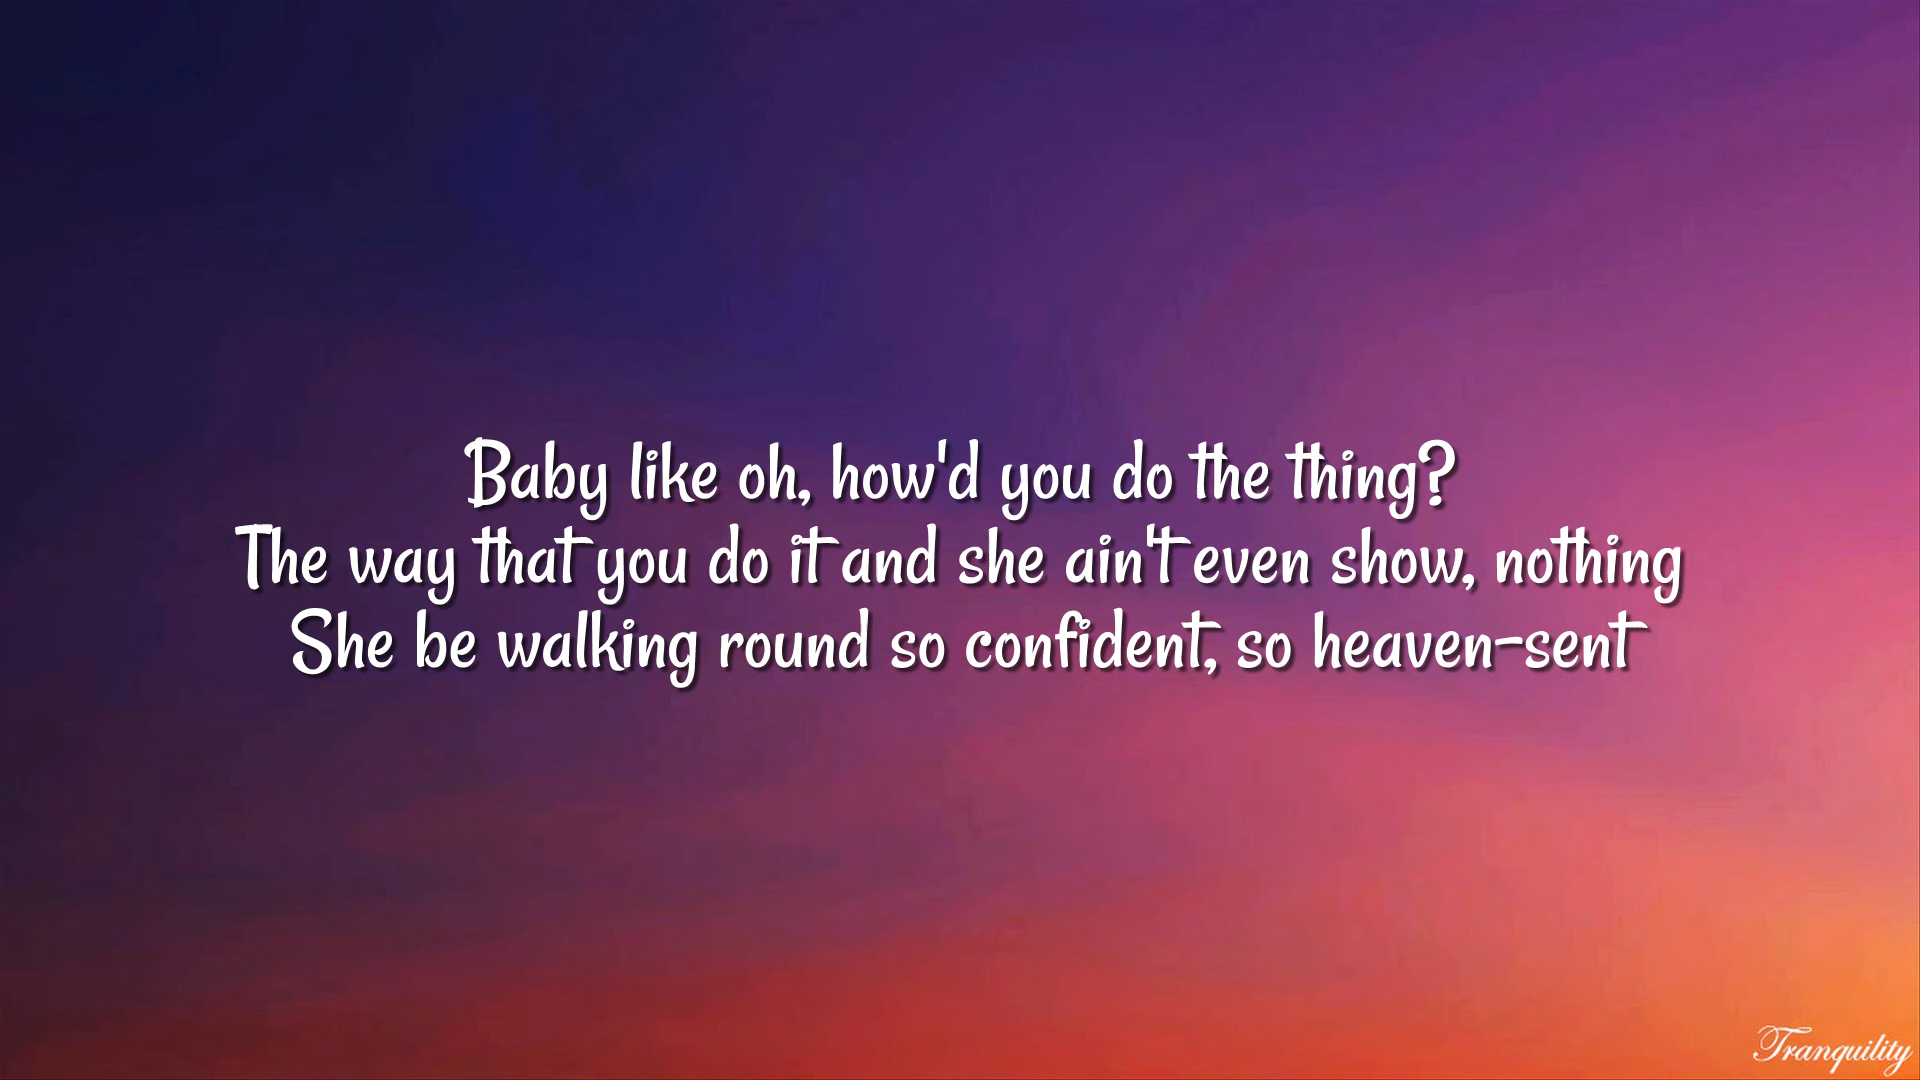 Baby like oh, how'd you do the thing?
The way that you do it and she ain't even show, nothing
She be walking round so confident, so heaven-sent
Tranquility